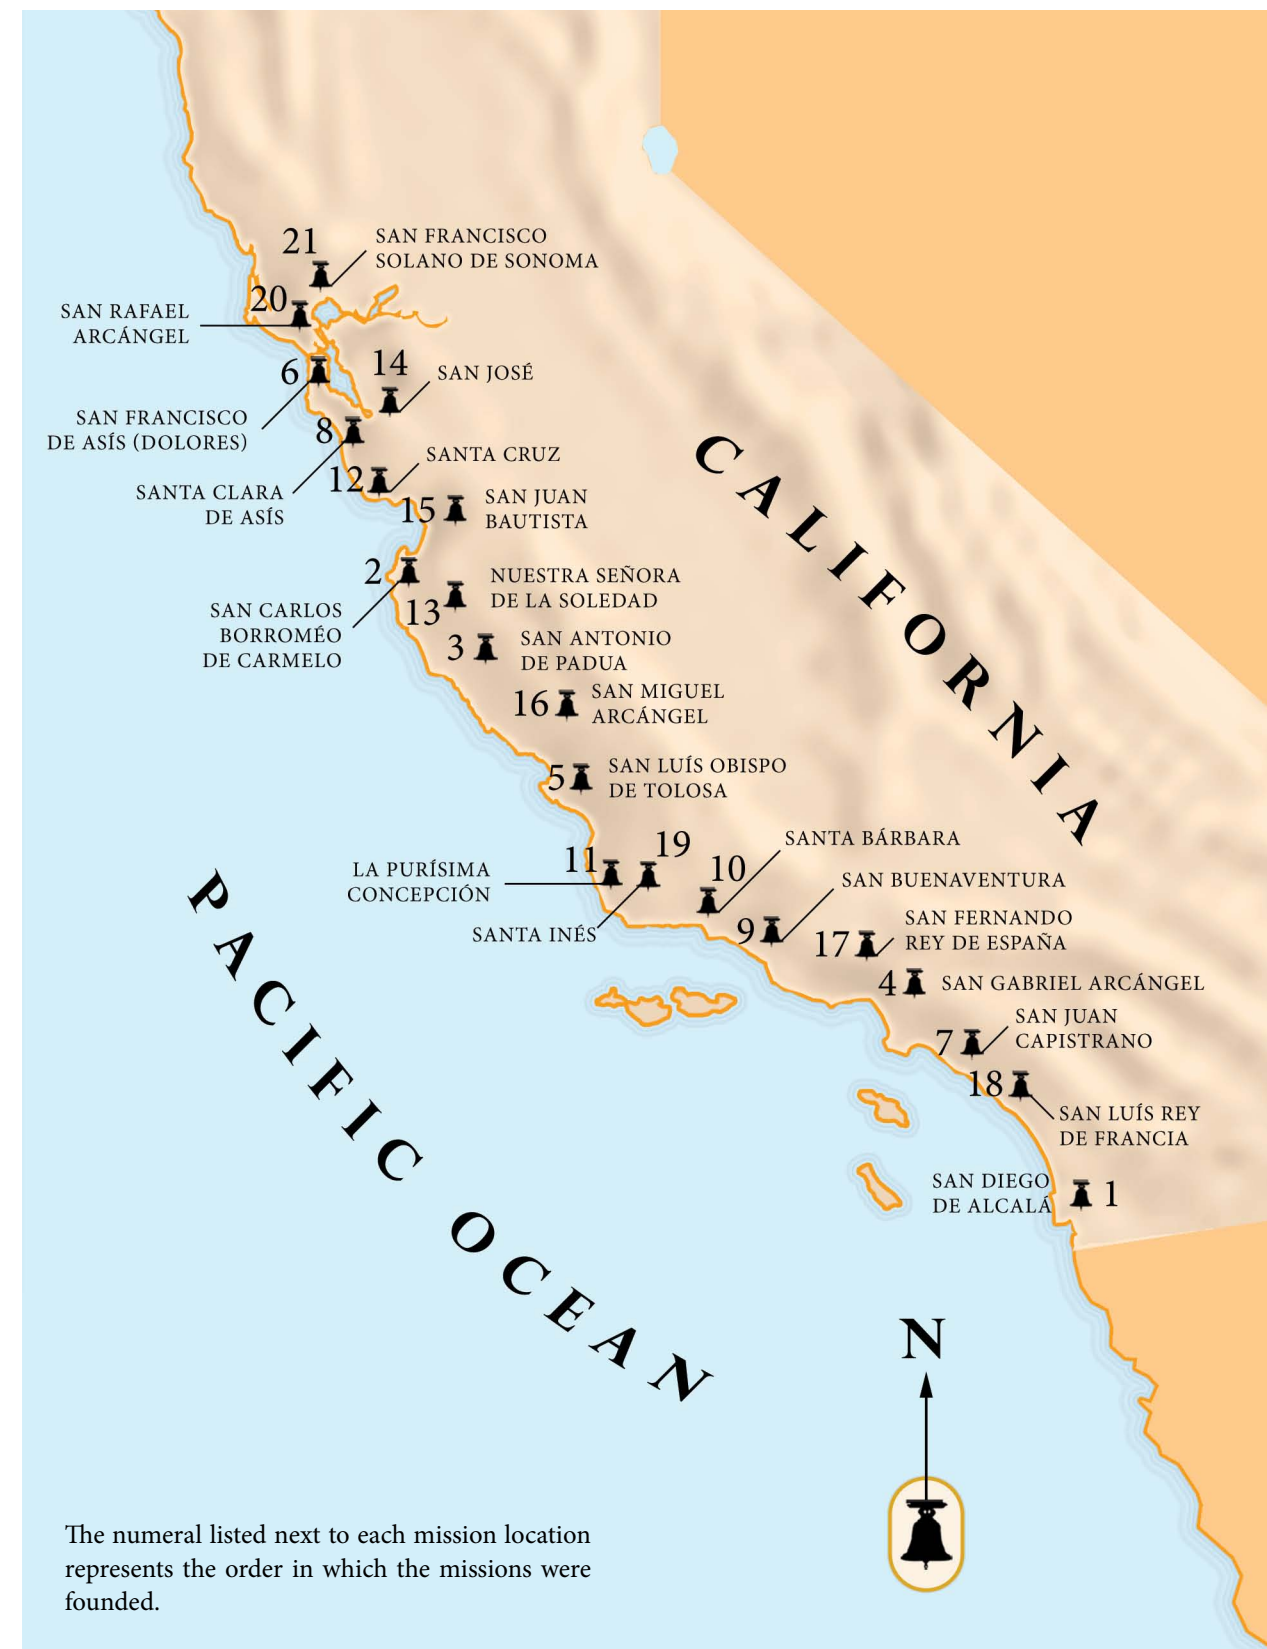 21
SAN FRANCISCO
SOLANO DE SONOMA
20
SAN RAFAEL
ARCÁNGEL
6
SAN FRANCISCO
DE ASÍS (DOLORES)
14
SAN JOSÉ
8
SANTA CLARA
DE ASÍS
12
SANTA CRUZ
15
SAN JUAN
BAUTISTA
2
SAN CARLOS
BORROMÉO
DE CARMELO
13
NUESTRA SEÑORA
DE LA SOLEDAD
3
SAN ANTONIO
DE PADUA
16
SAN MIGUEL
ARCÁNGEL
5
SAN LUÍS OBISPO
DE TOLOSA
CALIFORNIA
11
LA PURÍSIMA
CONCEPCIÓN
19
SANTA INÉS
10
SANTA BÁRBARA
9
SAN BUENAVENTURA
17
SAN FERNANDO
REY DE ESPAÑA
4
SAN GABRIEL ARCÁNGEL
7
SAN JUAN
CAPISTRANO
18
SAN LUÍS REY
DE FRANCIA
SAN DIEGO
DE ALCALÁ
1
PACIFIC OCEAN
N
The numeral listed next to each mission location
represents the order in which the missions were
founded.